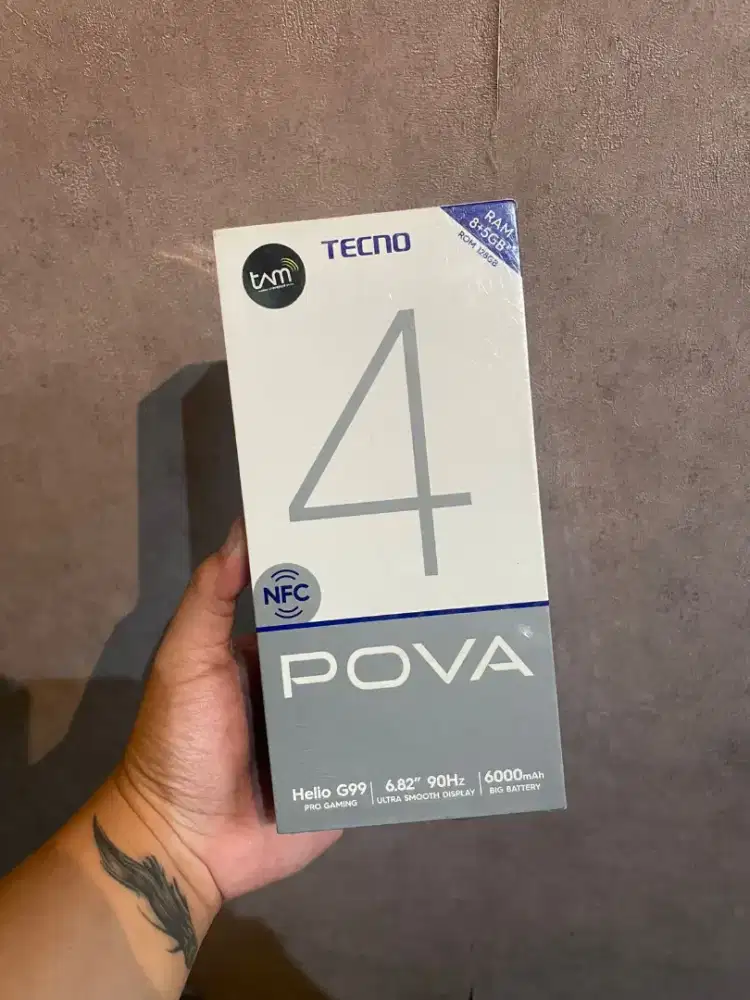 tam
TECNO
RAM
8+5GB
ROM 128GB
4
NFC
POVA
Helio G99
PRO GAMING
6.82" 90Hz
ULTRA SMOOTH DISPLAY
6000mAh
BIG BATTERY